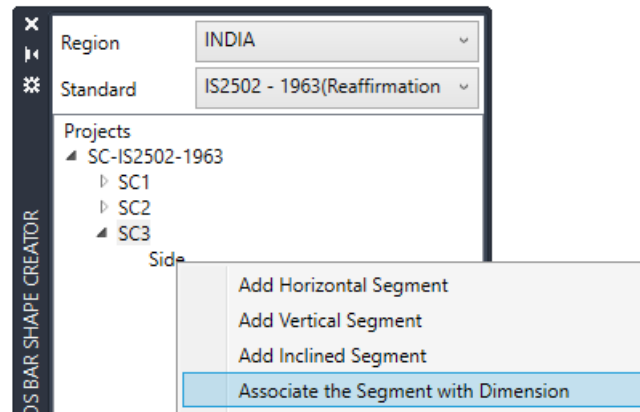 Region INDIA
Standard IS2502 - 1963(Reaffirmation
Projects
SC-IS2502-1963
SC1
SC2
SC3
Side
Add Horizontal Segment
Add Vertical Segment
Add Inclined Segment
Associate the Segment with Dimension
BAR SHAPE CREATOR